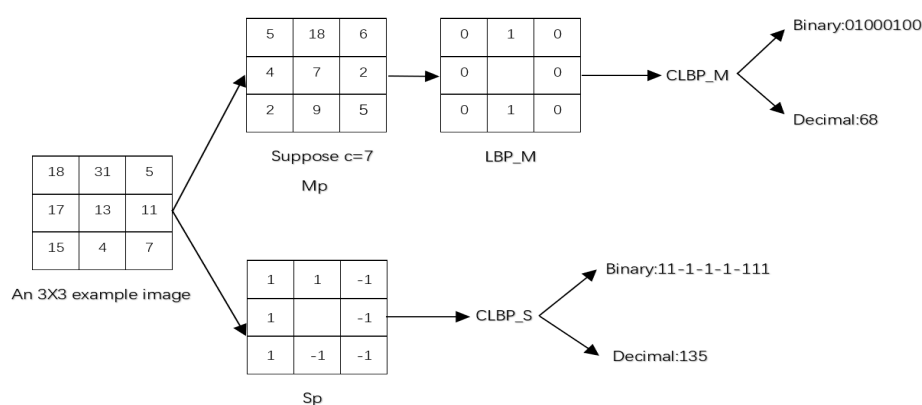 5 18 6
4 7 2
2 9 5
Suppose c=7
Mp
0 1 0
0 0
0 1 0
LBP_M
CLBP_M
Binary:01000100
Decimal:68
18 31 5
17 13 11
15 4 7
An 3X3 example image
1 1 -1
1 -1
1 -1 -1
Sp
CLBP_S
Binary:11-1-1-1-111
Decimal:135